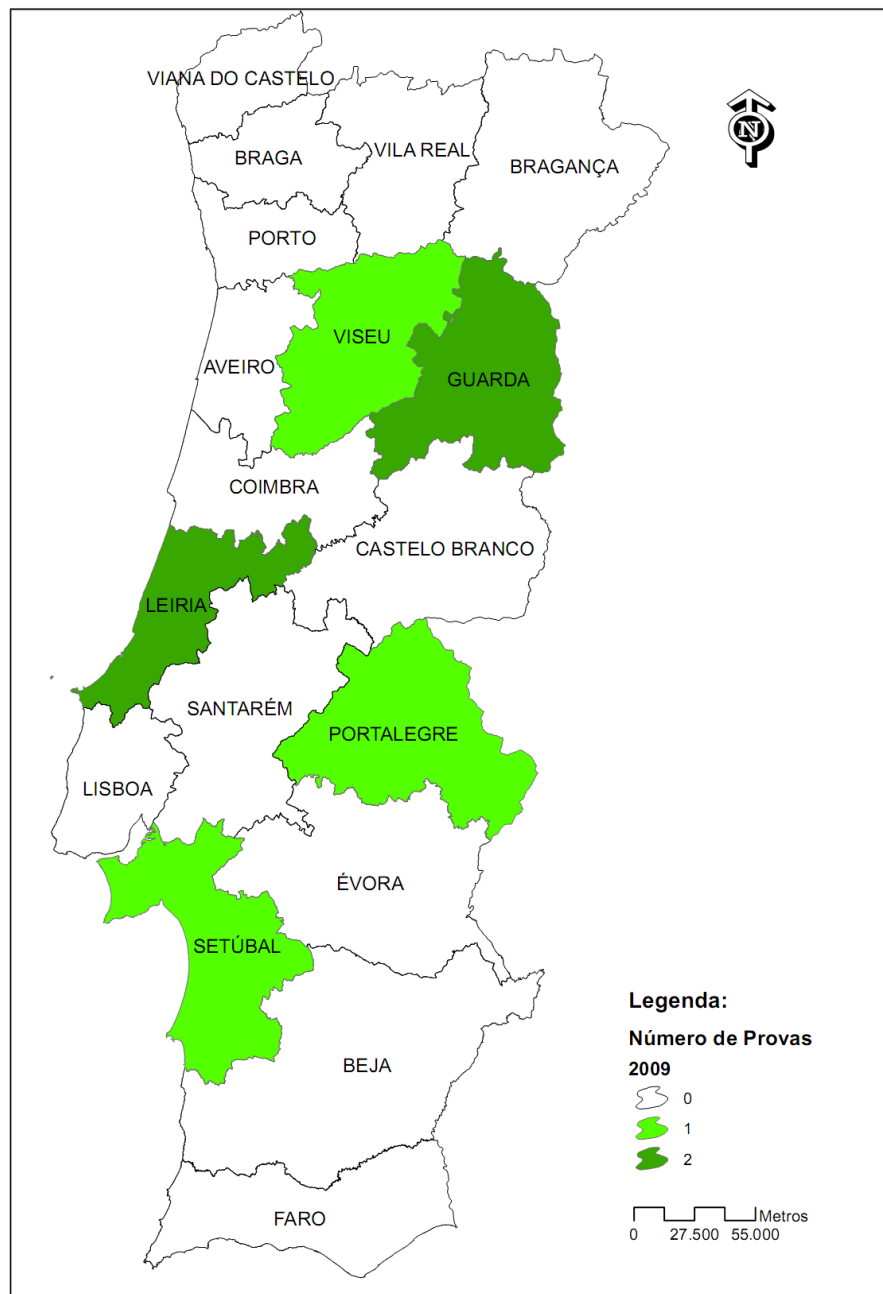 VIANA DO CASTELO
BRAGA
VILA REAL
BRAGANÇA
N
PORTO
VISEU
AVEIRO
GUARDA
COIMBRA
CASTELO BRANCO
LEIRIA
SANTARÉM
PORTALEGRE
LISBOA
ÉVORA
SETÚBAL
BEJA
FARO
Legenda:
Número de Provas
2009
0
1
2
Metros
0 27.500 55.000